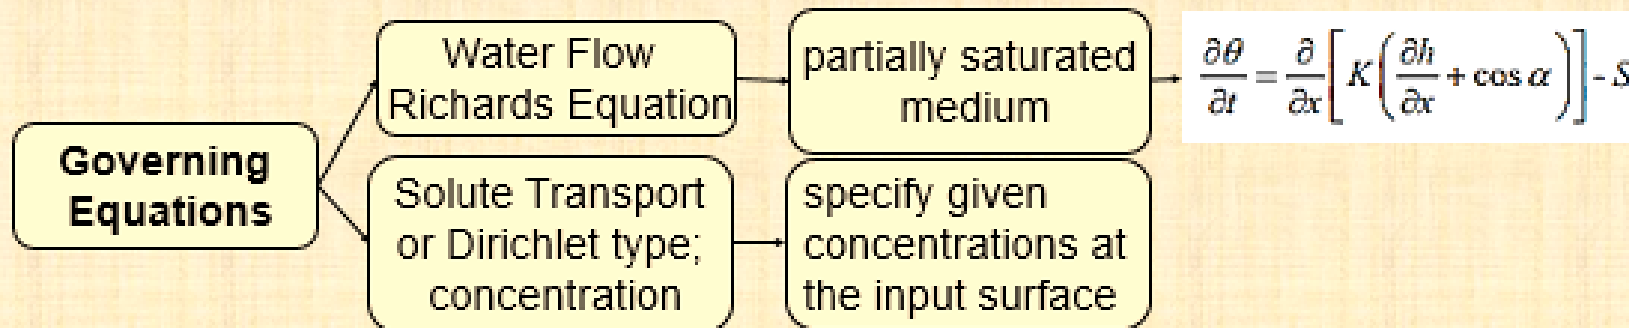 Governing
Equations
Water Flow
Richards Equation
partially saturated
medium
∂θ/∂t = ∂/∂x [ K ( ∂h/∂x + cos α ) ] - S
Solute Transport
or Dirichlet type;
concentration
specify given
concentrations at
the input surface